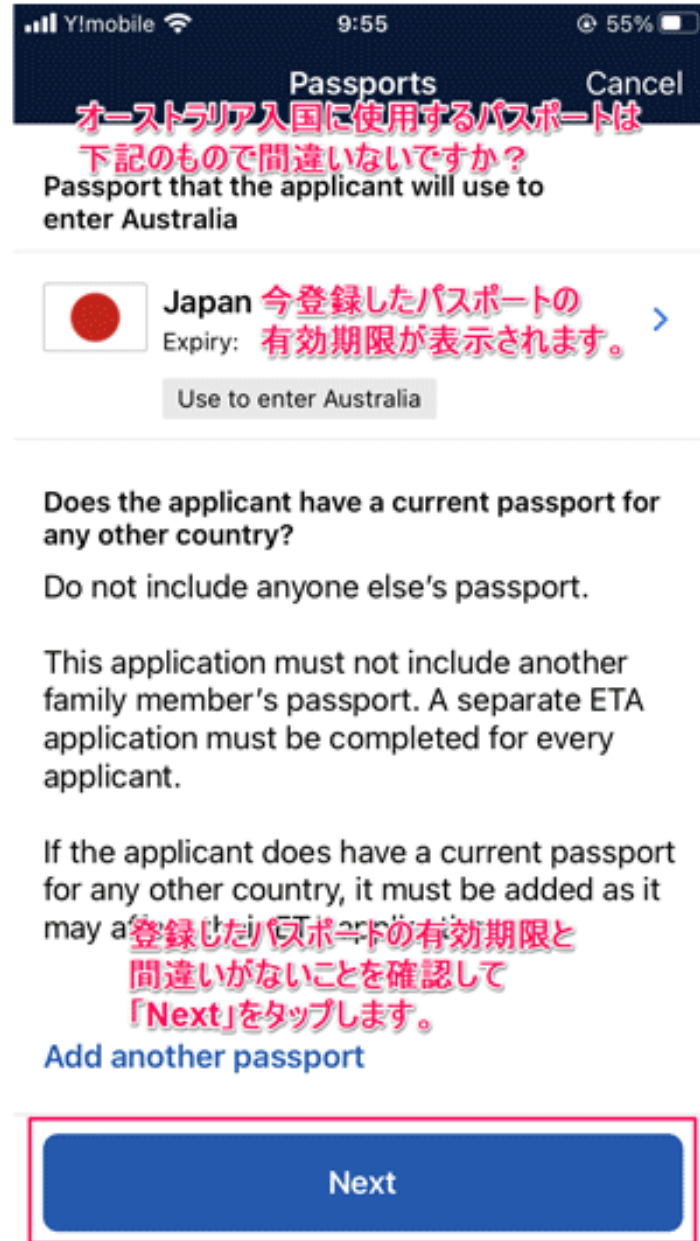 Y!mobile 9:55 55%
Passports Cancel
オーストラリア入国に使用するパスポートは
下記のもので間違いないですか？
Passport that the applicant will use to
enter Australia
Japan 今登録したパスポートの
Expiry: 有効期限が表示されます。
Use to enter Australia
Does the applicant have a current passport for
any other country?
Do not include anyone else's passport.
This application must not include another
family member's passport. A separate ETA
application must be completed for every
applicant.
If the applicant does have a current passport
for any other country, it must be added as it
may
登録したパスポートの有効期限と
間違いがないことを確認して
「Next」をタップします。
Add another passport
Next